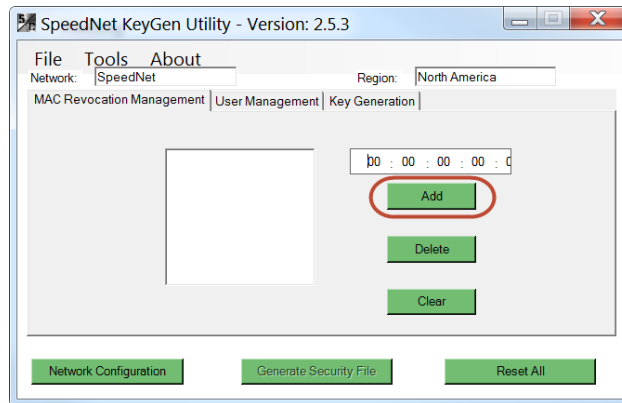 SpeedNet KeyGen Utility - Version: 2.5.3
File Tools About
Network: SpeedNet Region: North America
MAC Revocation Management User Management Key Generation
00 : 00 : 00 : 00 : 0
Add
Delete
Clear
Network Configuration Generate Security File Reset All